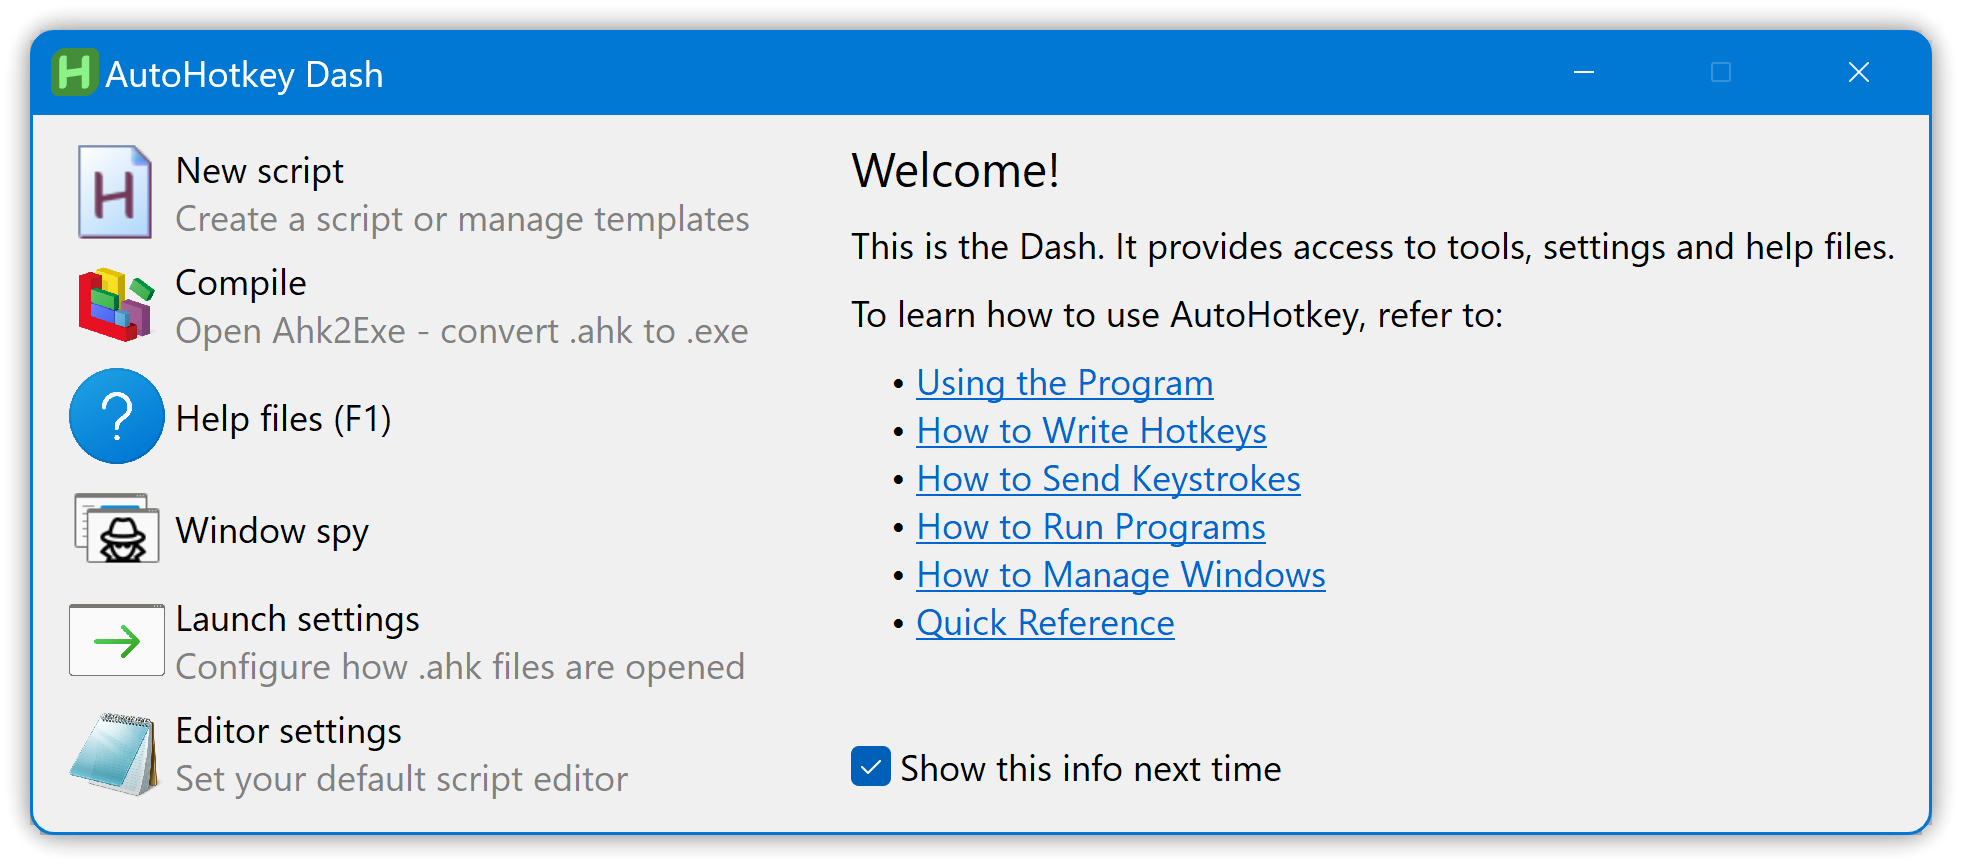 AutoHotkey Dash
New script
Create a script or manage templates
Compile
Open Ahk2Exe - convert .ahk to .exe
Help files (F1)
Window spy
Launch settings
Configure how .ahk files are opened
Editor settings
Set your default script editor
Welcome!
This is the Dash. It provides access to tools, settings and help files.
To learn how to use AutoHotkey, refer to:
• Using the Program
• How to Write Hotkeys
• How to Send Keystrokes
• How to Run Programs
• How to Manage Windows
• Quick Reference
Show this info next time